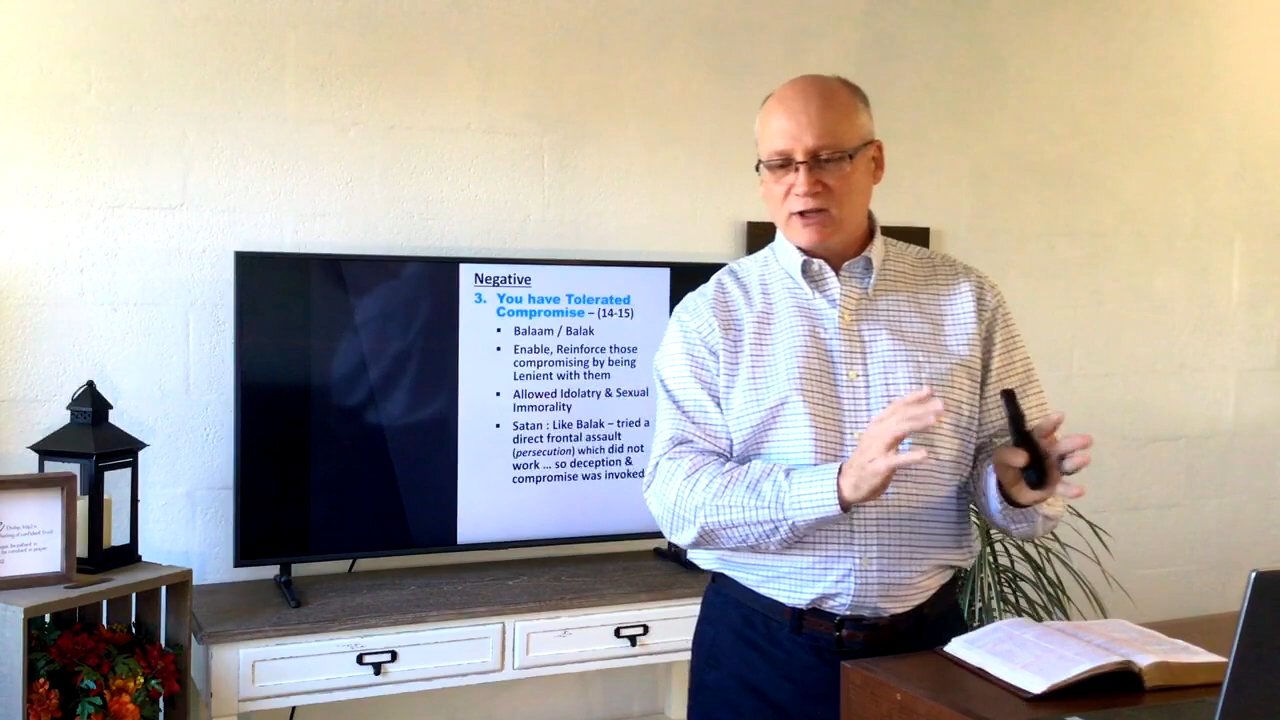 Negative
3. You have Tolerated
Compromise – (14-15)
▪ Balaam / Balak
▪ Enable, Reinforce those
compromising by being
Lenient with them
▪ Allowed Idolatry & Sexual
Immorality
▪ Satan : Like Balak – tried a
direct frontal assault
(persecution) which did not
work ... so deception &
compromise was invoked